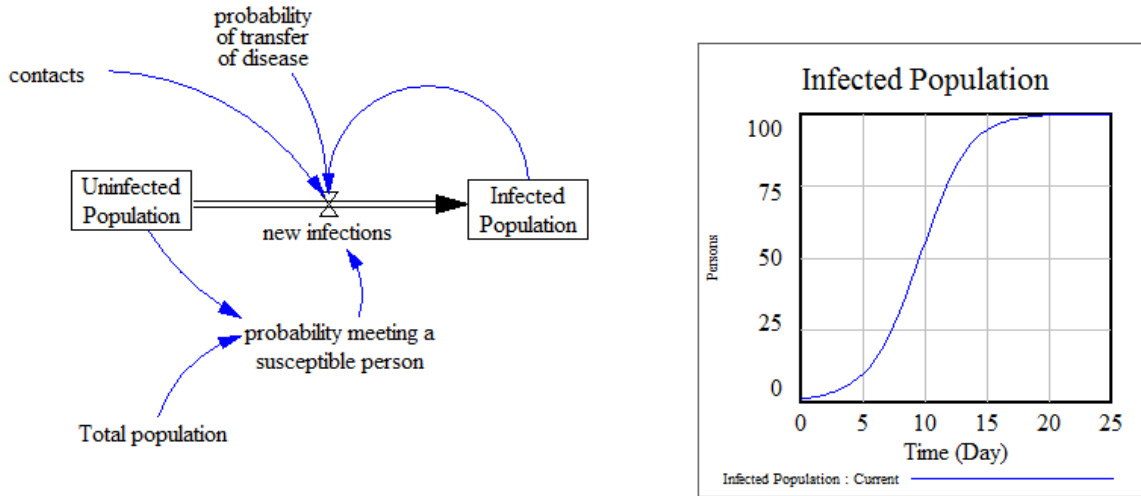 probability
of transfer
of disease
contacts
Uninfected
Population
Infected
Population
new infections
probability meeting a
susceptible person
Total population
Infected Population
100
75
50
25
0
Persons
0 5 10 15 20 25
Time (Day)
Infected Population : Current